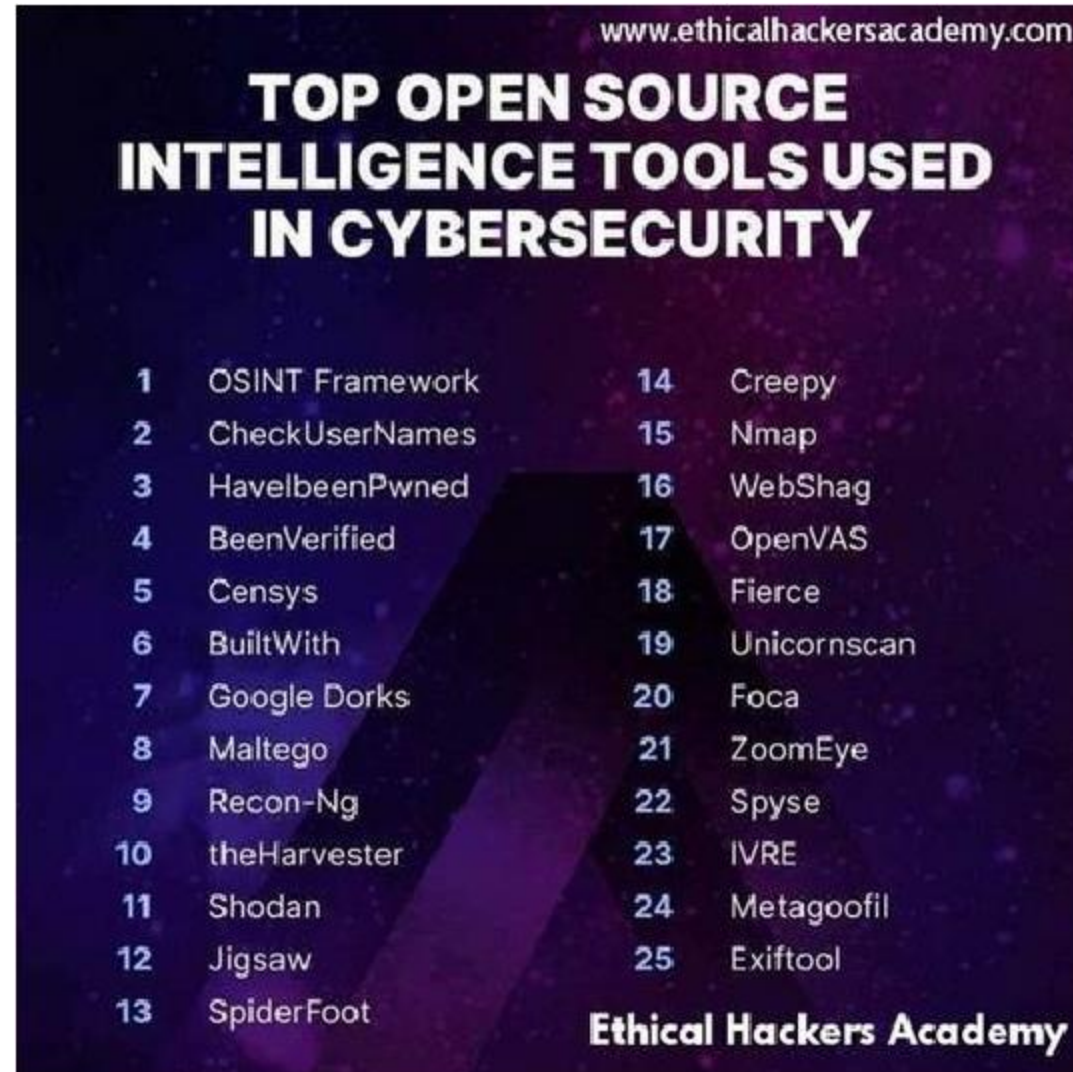 www.ethicalhackersacademy.com
TOP OPEN SOURCE
INTELLIGENCE TOOLS USED
IN CYBERSECURITY
1 OSINT Framework
2 CheckUserNames
3 HaveIbeenPwned
4 BeenVerified
5 Censys
6 BuiltWith
7 Google Dorks
8 Maltego
9 Recon-Ng
10 theHarvester
11 Shodan
12 Jigsaw
13 SpiderFoot
14 Creepy
15 Nmap
16 WebShag
17 OpenVAS
18 Fierce
19 Unicornscan
20 Foca
21 ZoomEye
22 Spyse
23 IVRE
24 Metagoofil
25 Exiftool
Ethical Hackers Academy